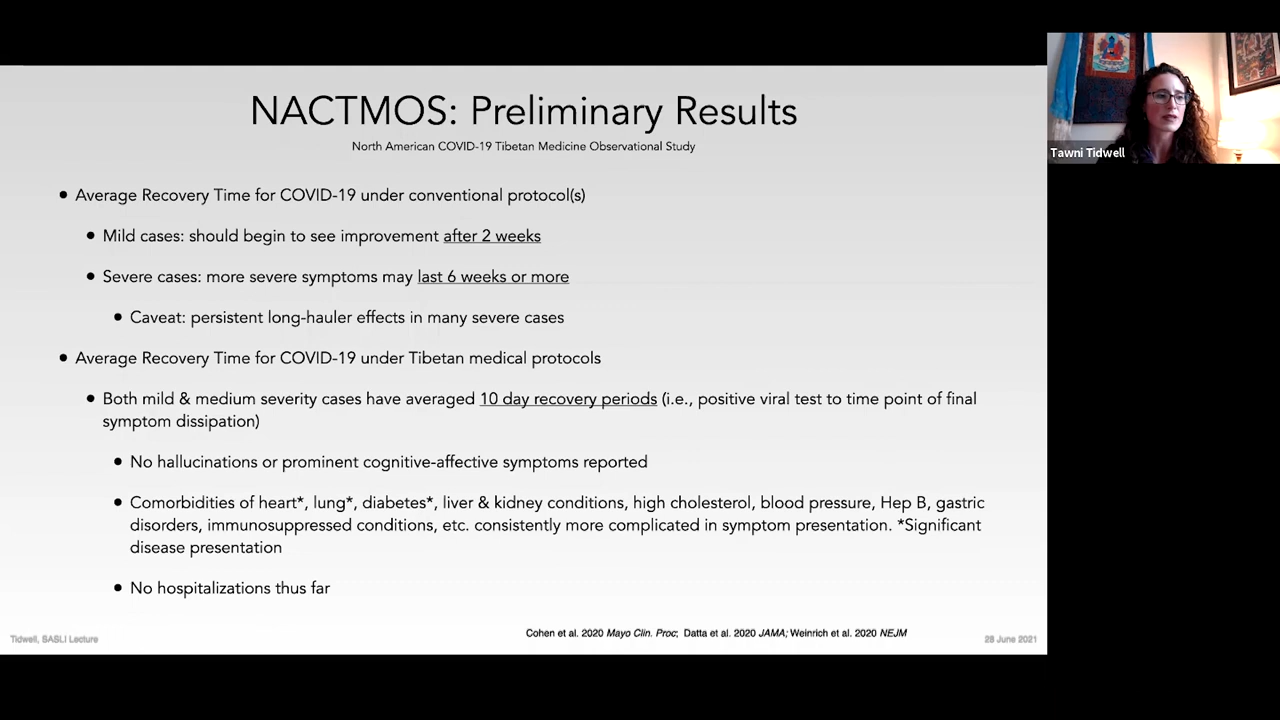 NACTMOS: Preliminary Results
North American COVID-19 Tibetan Medicine Observational Study
• Average Recovery Time for COVID-19 under conventional protocol(s)
• Mild cases: should begin to see improvement after 2 weeks
• Severe cases: more severe symptoms may last 6 weeks or more
• Caveat: persistent long-hauler effects in many severe cases
• Average Recovery Time for COVID-19 under Tibetan medical protocols
• Both mild & medium severity cases have averaged 10 day recovery periods (i.e., positive viral test to time point of final
symptom dissipation)
• No hallucinations or prominent cognitive-affective symptoms reported
• Comorbidities of heart*, lung*, diabetes*, liver & kidney conditions, high cholesterol, blood pressure, Hep B, gastric
disorders, immunosuppressed conditions, etc. consistently more complicated in symptom presentation. *Significant
disease presentation
• No hospitalizations thus far
Cohen et al. 2020 Mayo Clin. Proc; Datta et al. 2020 JAMA; Weinrich et al. 2020 NEJM
Tidwell, SASLI Lecture
28 June 2021
Tawni Tidwell